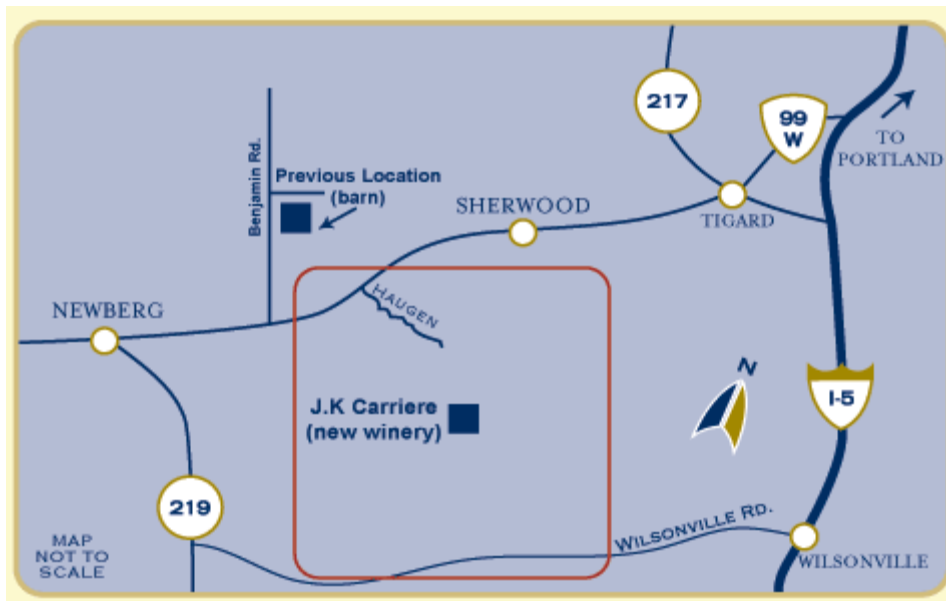 217
99
W
TO
PORTLAND
Benjamin Rd.
Previous Location
(barn)
SHERWOOD
TIGARD
NEWBERG
HAUGEN
N
I-5
J.K Carriere
(new winery)
219
WILSONVILLE RD.
MAP
NOT TO
SCALE
WILSONVILLE